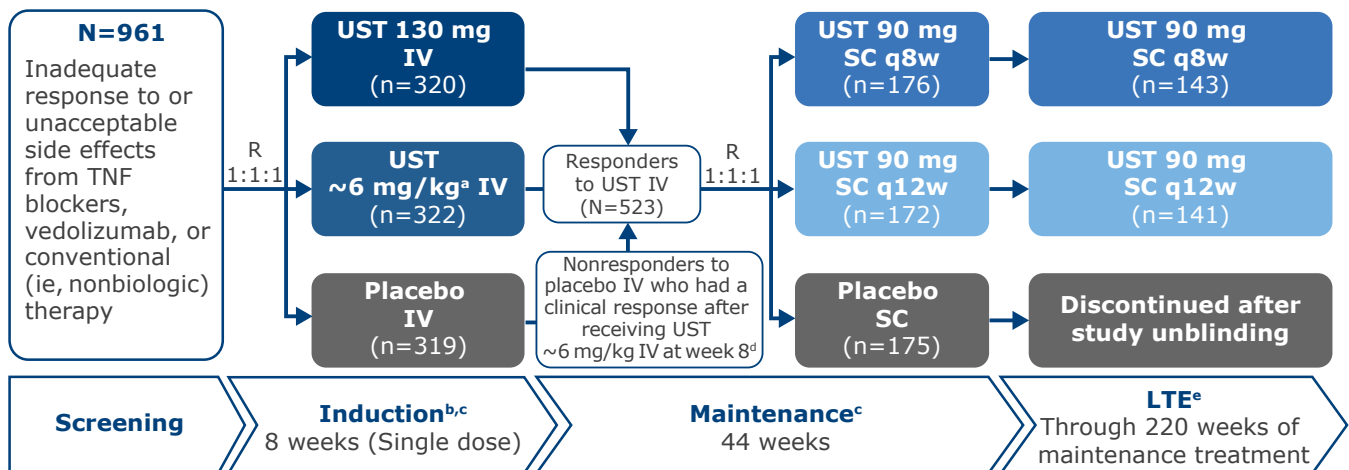 N=961
Inadequate
response to or
unacceptable
side effects
from TNF
blockers,
vedolizumab, or
conventional
(ie, nonbiologic)
therapy
R
1:1:1
UST 130 mg
IV
(n=320)
UST
~6 mg/kgᵃ IV
(n=322)
Placebo
IV
(n=319)
Responders
to UST IV
(N=523)
Nonresponders to
placebo IV who had a
clinical response after
receiving UST
~6 mg/kg IV at week 8ᵈ
R
1:1:1
UST 90 mg
SC q8w
(n=176)
UST 90 mg
SC q12w
(n=172)
Placebo
SC
(n=175)
UST 90 mg
SC q8w
(n=143)
UST 90 mg
SC q12w
(n=141)
Discontinued after
study unblinding
Screening
Inductionᵇ,ᶜ
8 weeks (Single dose)
Maintenanceᶜ
44 weeks
LTEᵉ
Through 220 weeks of
maintenance treatment